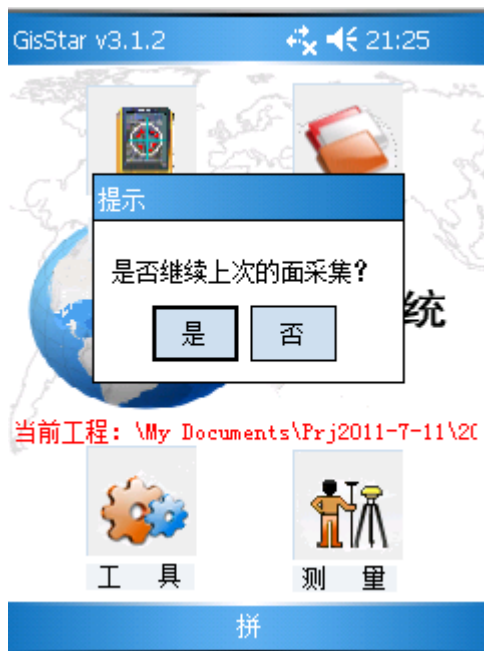 GisStar v3.1.2 21:25
提示
是否继续上次的面采集?
是 否
统
当前工程: \My Documents\Prj2011-7-11\20
工 具 测 量
拼